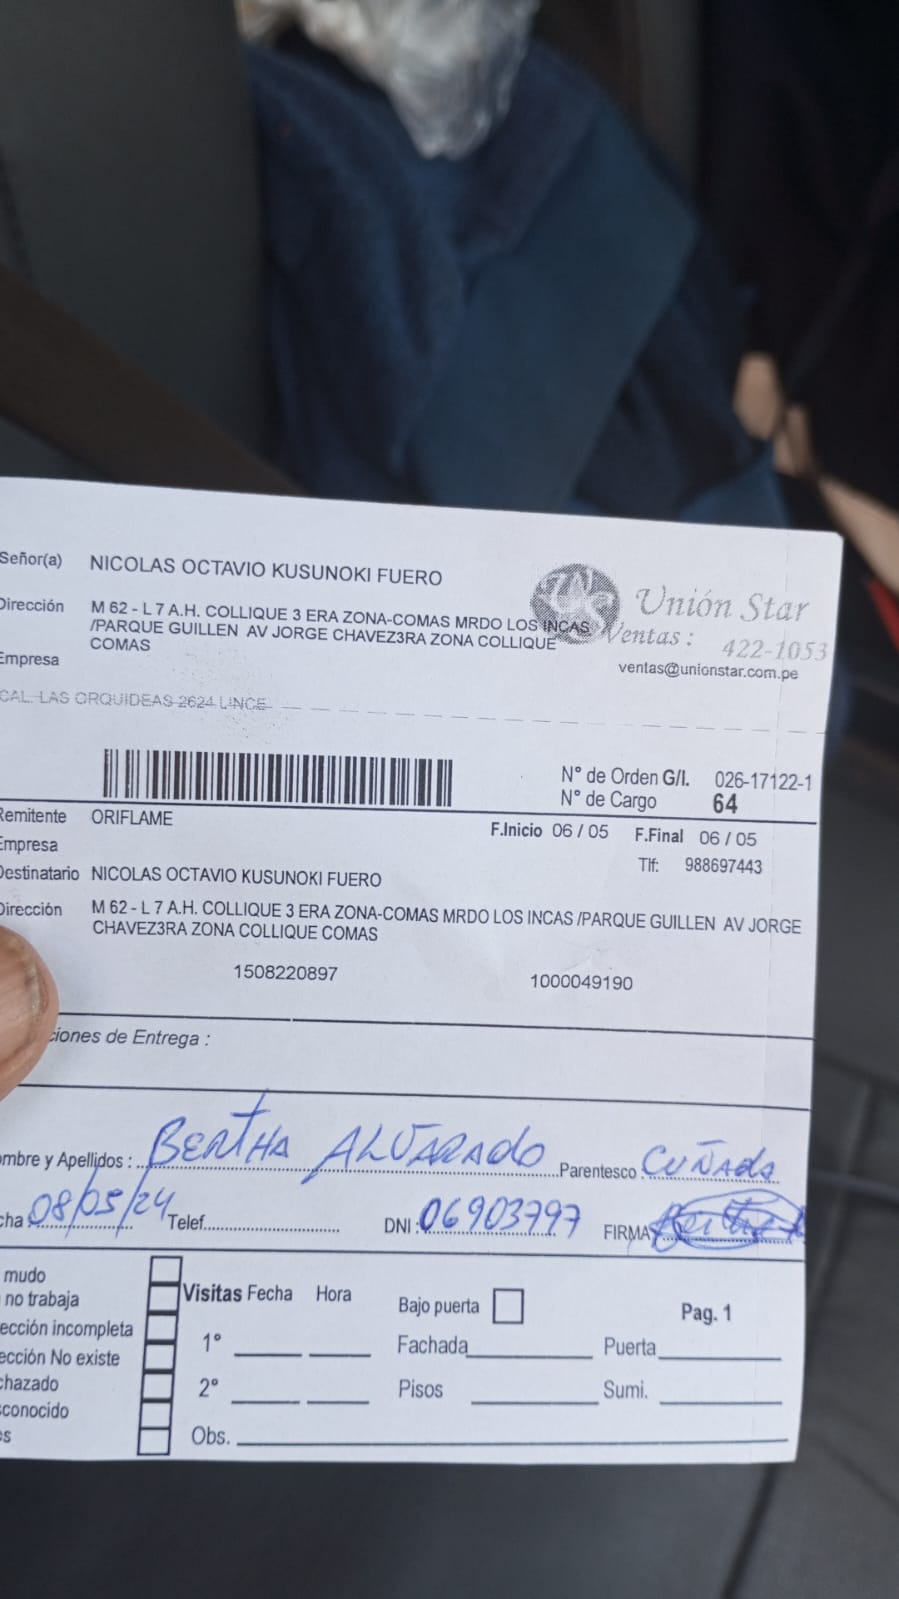 Señor(a) NICOLAS OCTAVIO KUSUNOKI FUERO
Dirección M 62 - L 7 A.H. COLLIQUE 3 ERA ZONA-COMAS MRDO LOS INCAS
/PARQUE GUILLEN AV JORGE CHAVEZ3RA ZONA COLLIQUE
COMAS
Empresa
Unión Star
Ventas : 422-1053
ventas@unionstar.com.pe
CAL. LAS ORQUIDEAS 2624 LINCE
N° de Orden G/I. 026-17122-1
N° de Cargo 64
Remitente ORIFLAME
F.Inicio 06 / 05 F.Final 06 / 05
Empresa
Tlf: 988697443
Destinatario NICOLAS OCTAVIO KUSUNOKI FUERO
Dirección M 62 - L 7 A.H. COLLIQUE 3 ERA ZONA-COMAS MRDO LOS INCAS /PARQUE GUILLEN AV JORGE
CHAVEZ3RA ZONA COLLIQUE COMAS
1508220897 1000049190
ciones de Entrega :
ombre y Apellidos : BERTHA ALVARADO Parentesco CUÑADA
cha 08/05/24 Telef. DNI : 06903797 FIRMA Bertha
mudo
no trabaja
ección incompleta
ección No existe
chazado
sconocido
os
Visitas Fecha Hora
1°
2°
Obs.
Bajo puerta
Pag. 1
Fachada Puerta
Pisos Sumi.